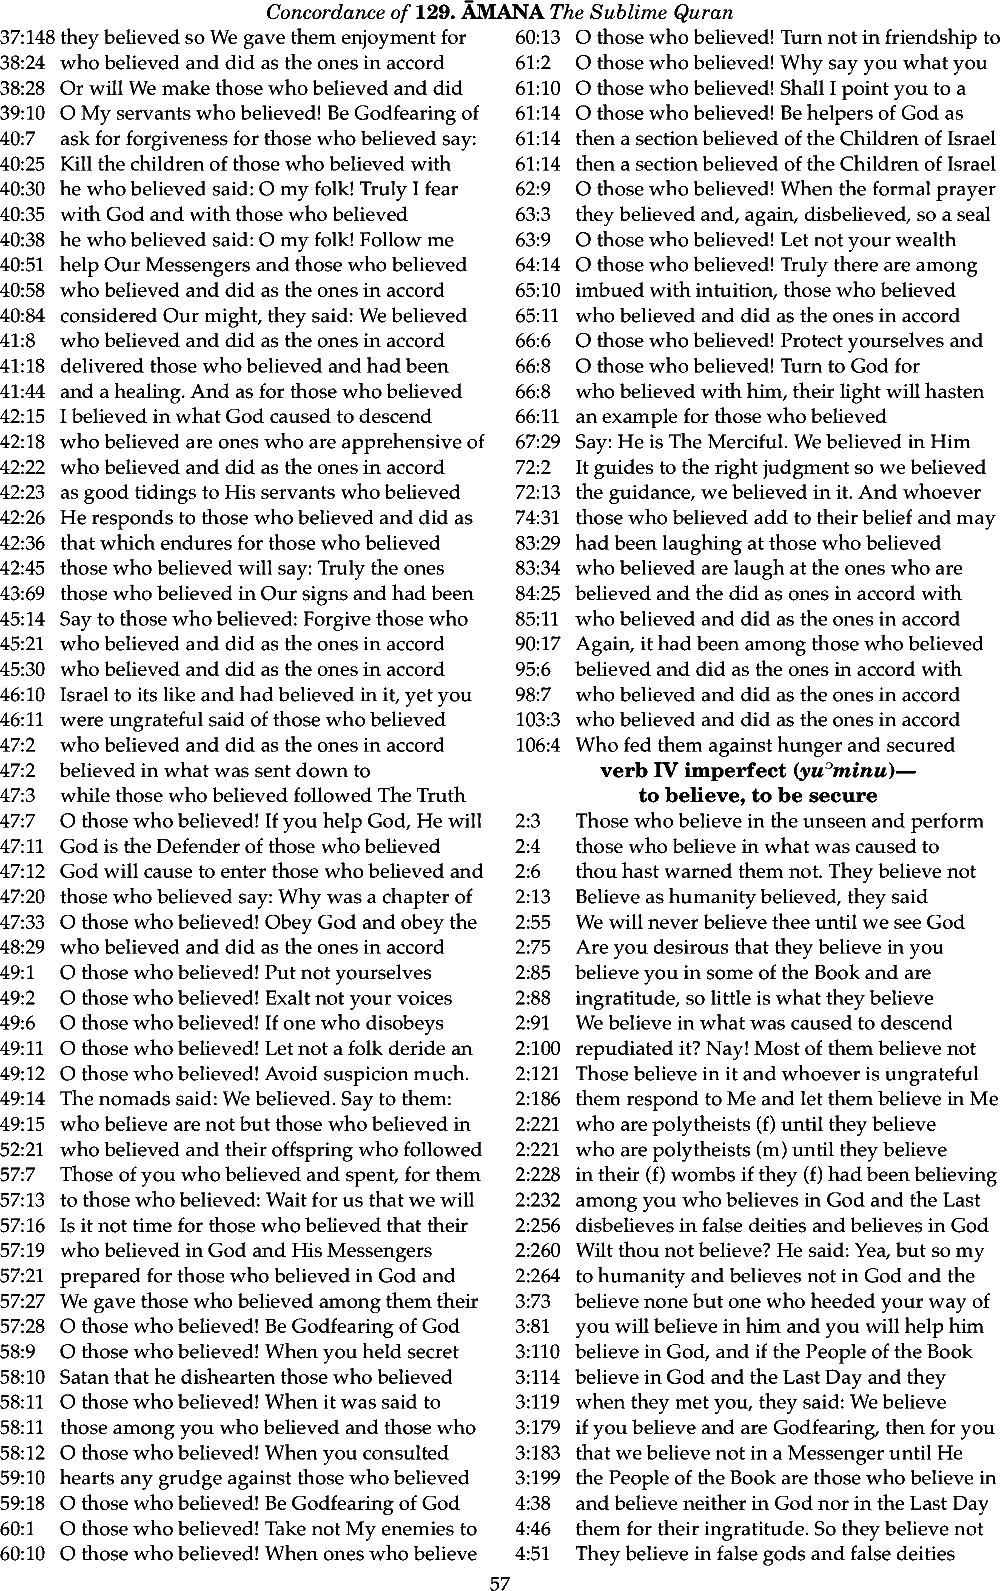 Concordance of 129. ĀMANA The Sublime Quran
37:148 they believed so We gave them enjoyment for
38:24 who believed and did as the ones in accord
38:28 Or will We make those who believed and did
39:10 O My servants who believed! Be Godfearing of
40:7 ask for forgiveness for those who believed say:
40:25 Kill the children of those who believed with
40:30 he who believed said: O my folk! Truly I fear
40:35 with God and with those who believed
40:38 he who believed said: O my folk! Follow me
40:51 help Our Messengers and those who believed
40:58 who believed and did as the ones in accord
40:84 considered Our might, they said: We believed
41:8 who believed and did as the ones in accord
41:18 delivered those who believed and had been
41:44 and a healing. And as for those who believed
42:15 I believed in what God caused to descend
42:18 who believed are ones who are apprehensive of
42:22 who believed and did as the ones in accord
42:23 as good tidings to His servants who believed
42:26 He responds to those who believed and did as
42:36 that which endures for those who believed
42:45 those who believed will say: Truly the ones
43:69 those who believed in Our signs and had been
45:14 Say to those who believed: Forgive those who
45:21 who believed and did as the ones in accord
45:30 who believed and did as the ones in accord
46:10 Israel to its like and had believed in it, yet you
46:11 were ungrateful said of those who believed
47:2 who believed and did as the ones in accord
47:2 believed in what was sent down to
47:3 while those who believed followed The Truth
47:7 O those who believed! If you help God, He will
47:11 God is the Defender of those who believed
47:12 God will cause to enter those who believed and
47:20 those who believed say: Why was a chapter of
47:33 O those who believed! Obey God and obey the
48:29 who believed and did as the ones in accord
49:1 O those who believed! Put not yourselves
49:2 O those who believed! Exalt not your voices
49:6 O those who believed! If one who disobeys
49:11 O those who believed! Let not a folk deride an
49:12 O those who believed! Avoid suspicion much.
49:14 The nomads said: We believed. Say to them:
49:15 who believe are not but those who believed in
52:21 who believed and their offspring who followed
57:7 Those of you who believed and spent, for them
57:13 to those who believed: Wait for us that we will
57:16 Is it not time for those who believed that their
57:19 who believed in God and His Messengers
57:21 prepared for those who believed in God and
57:27 We gave those who believed among them their
57:28 O those who believed! Be Godfearing of God
58:9 O those who believed! When you held secret
58:10 Satan that he dishearten those who believed
58:11 O those who believed! When it was said to
58:11 those among you who believed and those who
58:12 O those who believed! When you consulted
59:10 hearts any grudge against those who believed
59:18 O those who believed! Be Godfearing of God
60:1 O those who believed! Take not My enemies to
60:10 O those who believed! When ones who believe
60:13 O those who believed! Turn not in friendship to
61:2 O those who believed! Why say you what you
61:10 O those who believed! Shall I point you to a
61:14 O those who believed! Be helpers of God as
61:14 then a section believed of the Children of Israel
61:14 then a section believed of the Children of Israel
62:9 O those who believed! When the formal prayer
63:3 they believed and, again, disbelieved, so a seal
63:9 O those who believed! Let not your wealth
64:14 O those who believed! Truly there are among
65:10 imbued with intuition, those who believed
65:11 who believed and did as the ones in accord
66:6 O those who believed! Protect yourselves and
66:8 O those who believed! Turn to God for
66:8 who believed with him, their light will hasten
66:11 an example for those who believed
67:29 Say: He is The Merciful. We believed in Him
72:2 It guides to the right judgment so we believed
72:13 the guidance, we believed in it. And whoever
74:31 those who believed add to their belief and may
83:29 had been laughing at those who believed
83:34 who believed are laugh at the ones who are
84:25 believed and the did as ones in accord with
85:11 who believed and did as the ones in accord
90:17 Again, it had been among those who believed
95:6 believed and did as the ones in accord with
98:7 who believed and did as the ones in accord
103:3 who believed and did as the ones in accord
106:4 Who fed them against hunger and secured
verb IV imperfect (yuʾminu)—
to believe, to be secure
2:3 Those who believe in the unseen and perform
2:4 those who believe in what was caused to
2:6 thou hast warned them not. They believe not
2:13 Believe as humanity believed, they said
2:55 We will never believe thee until we see God
2:75 Are you desirous that they believe in you
2:85 believe you in some of the Book and are
2:88 ingratitude, so little is what they believe
2:91 We believe in what was caused to descend
2:100 repudiated it? Nay! Most of them believe not
2:121 Those believe in it and whoever is ungrateful
2:186 them respond to Me and let them believe in Me
2:221 who are polytheists (f) until they believe
2:221 who are polytheists (m) until they believe
2:228 in their (f) wombs if they (f) had been believing
2:232 among you who believes in God and the Last
2:256 disbelieves in false deities and believes in God
2:260 Wilt thou not believe? He said: Yea, but so my
2:264 to humanity and believes not in God and the
3:73 believe none but one who heeded your way of
3:81 you will believe in him and you will help him
3:110 believe in God, and if the People of the Book
3:114 believe in God and the Last Day and they
3:119 when they met you, they said: We believe
3:179 if you believe and are Godfearing, then for you
3:183 that we believe not in a Messenger until He
3:199 the People of the Book are those who believe in
4:38 and believe neither in God nor in the Last Day
4:46 them for their ingratitude. So they believe not
4:51 They believe in false gods and false deities
57